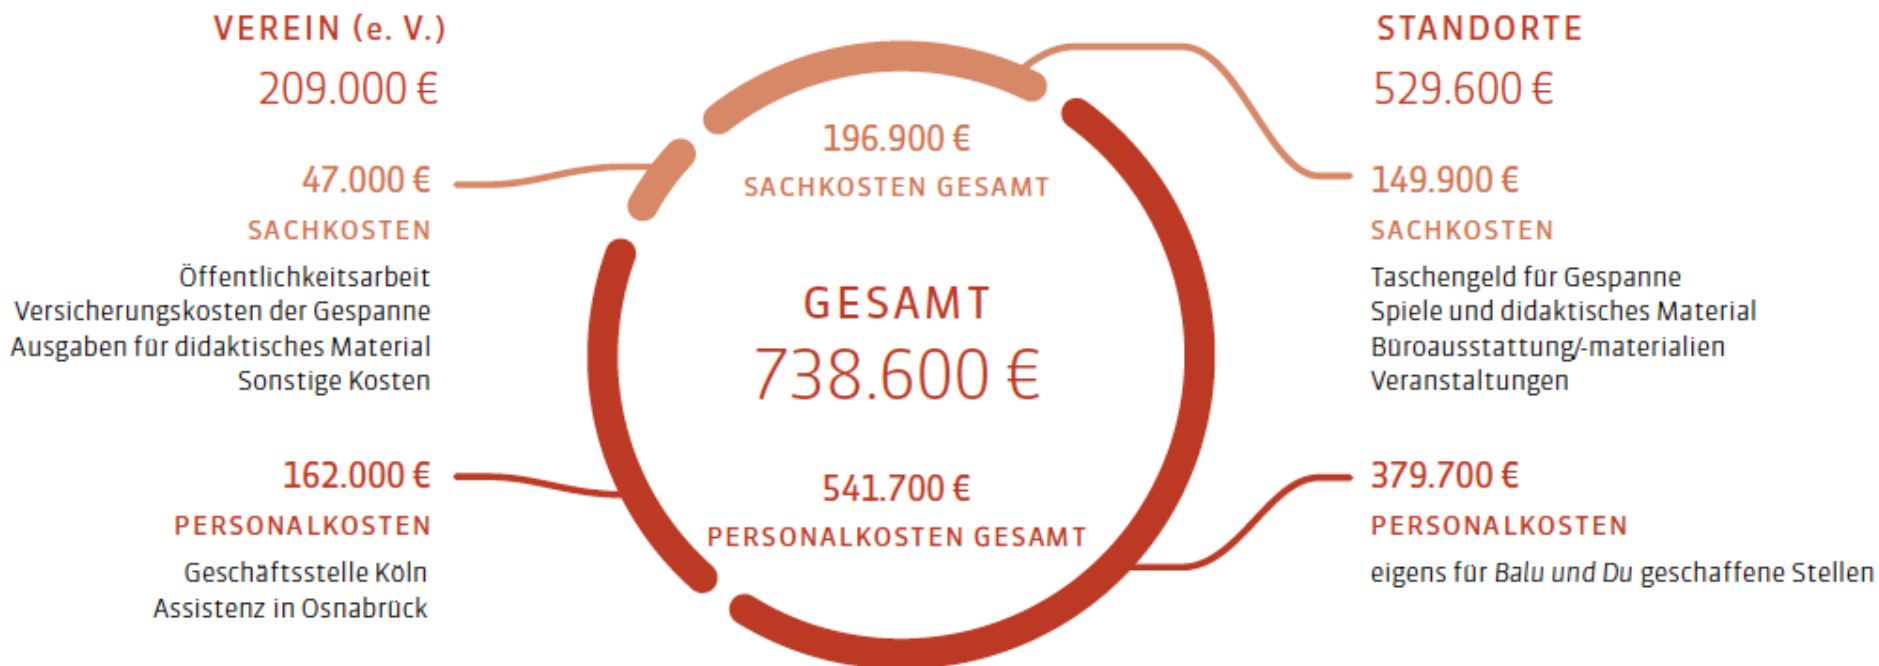 VEREIN (e. V.)
209.000 €
47.000 €
SACHKOSTEN
Öffentlichkeitsarbeit
Versicherungskosten der Gespanne
Ausgaben für didaktisches Material
Sonstige Kosten
162.000 €
PERSONALKOSTEN
Geschäftsstelle Köln
Assistenz in Osnabrück
196.900 €
SACHKOSTEN GESAMT
GESAMT
738.600 €
541.700 €
PERSONALKOSTEN GESAMT
STANDORTE
529.600 €
149.900 €
SACHKOSTEN
Taschengeld für Gespanne
Spiele und didaktisches Material
Büroausstattung/-materialien
Veranstaltungen
379.700 €
PERSONALKOSTEN
eigens für Balu und Du geschaffene Stellen